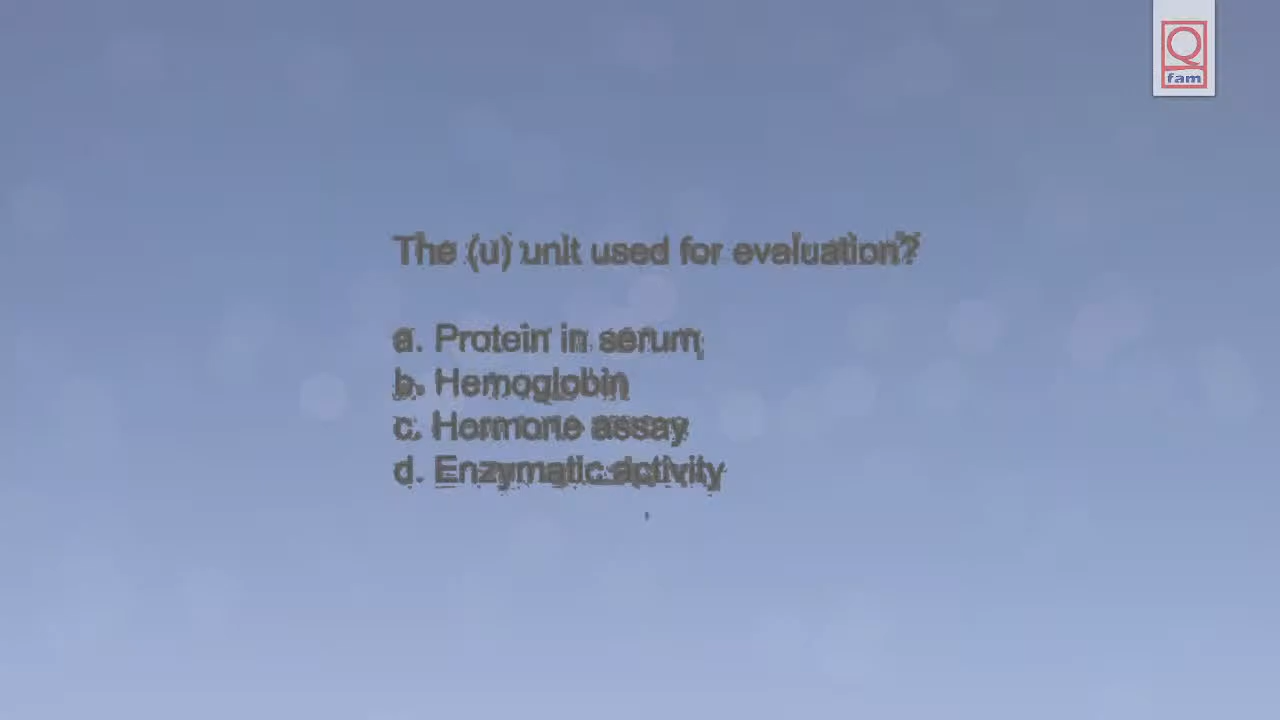 Q
fam
The (u) unit used for evaluation?
a. Protein in serum
b. Hemoglobin
c. Hormone assay
d. Enzymatic activity